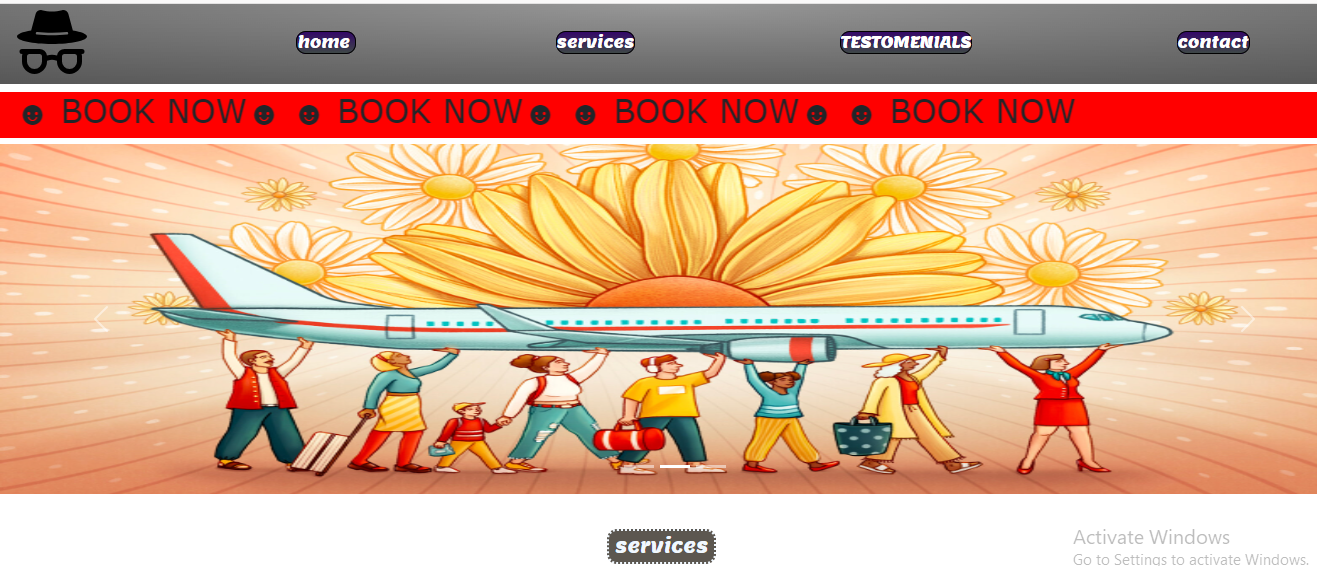 home services TESTOMENIALS contact
☻ BOOK NOW☻ ☻ BOOK NOW☻ ☻ BOOK NOW☻ ☻ BOOK NOW
services
Activate Windows
Go to Settings to activate Windows.